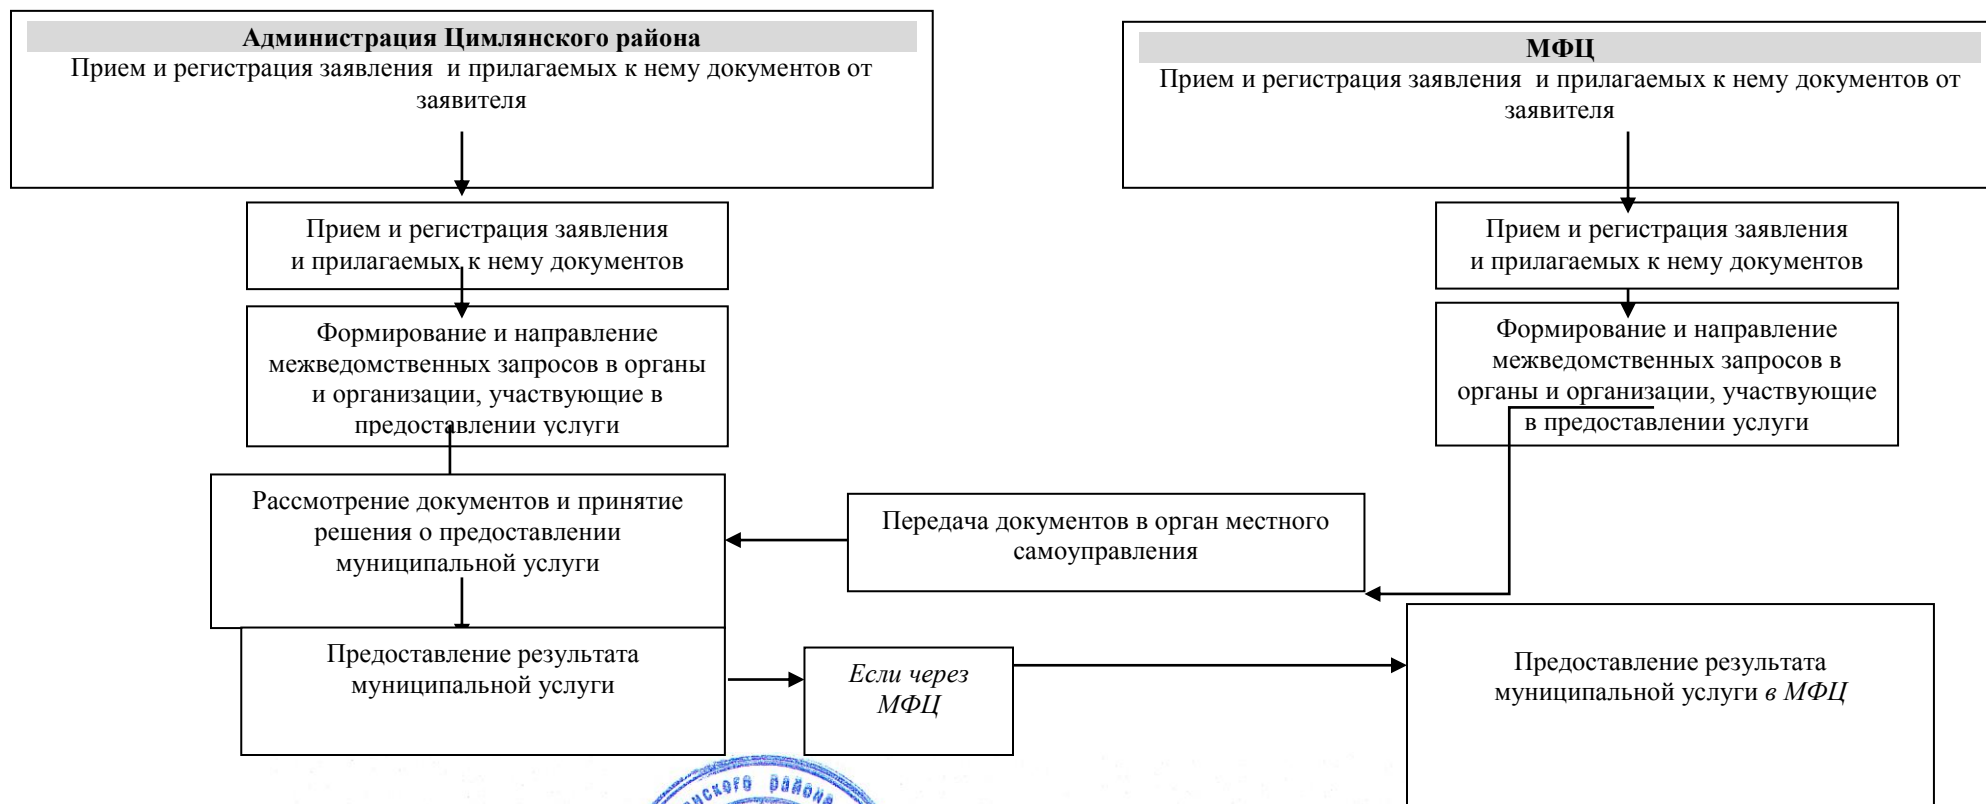 Администрация Цимлянского района
Прием и регистрация заявления и прилагаемых к нему документов от
заявителя
МФЦ
Прием и регистрация заявления и прилагаемых к нему документов от
заявителя
Прием и регистрация заявления
и прилагаемых к нему документов
Прием и регистрация заявления
и прилагаемых к нему документов
Формирование и направление
межведомственных запросов в органы
и организации, участвующие в
предоставлении услуги
Формирование и направление
межведомственных запросов в
органы и организации, участвующие
в предоставлении услуги
Рассмотрение документов и принятие
решения о предоставлении
муниципальной услуги
Передача документов в орган местного
самоуправления
Предоставление результата
муниципальной услуги
Если через
МФЦ
Предоставление результата
муниципальной услуги в МФЦ
района